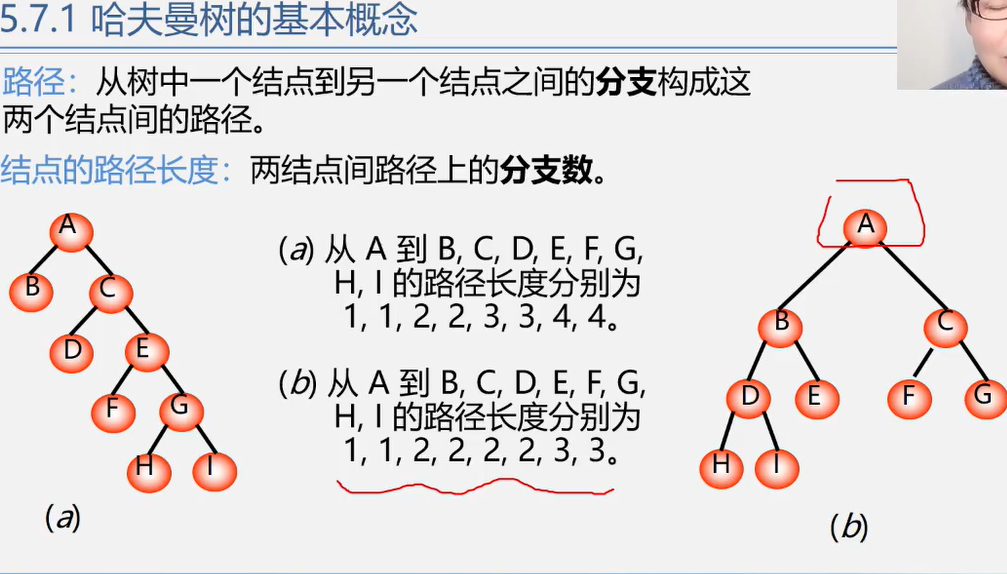 5.7.1 哈夫曼树的基本概念
路径：从树中一个结点到另一个结点之间的分支构成这
两个结点间的路径。
结点的路径长度：两结点间路径上的分支数。
A
B
C
D
E
F
G
H
I
(a)
(a) 从 A 到 B, C, D, E, F, G,
H, I 的路径长度分别为
1, 1, 2, 2, 3, 3, 4, 4。
(b) 从 A 到 B, C, D, E, F, G,
H, I 的路径长度分别为
1, 1, 2, 2, 2, 2, 3, 3。
A
B
C
D
E
F
G
H
I
(b)